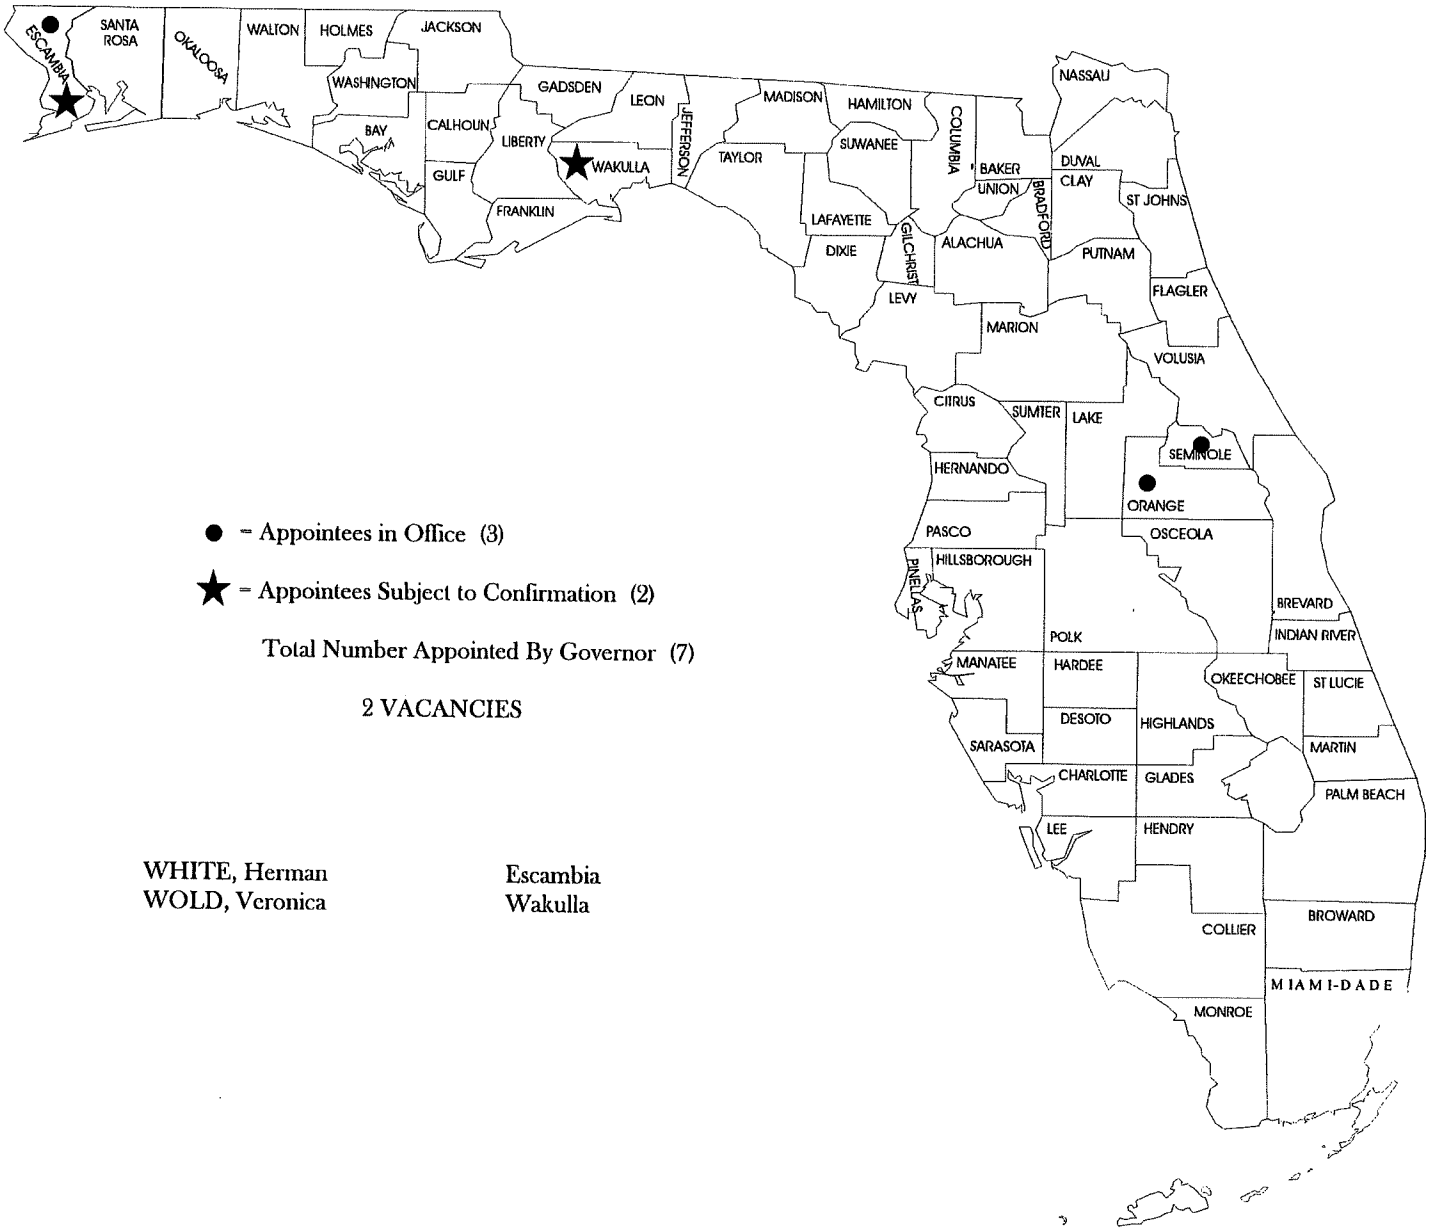 ESCAMBIA
SANTA
ROSA
OKALOOSA
WALTON
HOLMES
JACKSON
WASHINGTON
BAY
CALHOUN
GULF
GADSDEN
LIBERTY
LEON
WAKULLA
FRANKLIN
JEFFERSON
MADISON
TAYLOR
HAMILTON
SUWANEE
LAFAYETTE
DIXIE
COLUMBIA
GILCHRIST
BAKER
UNION
BRADFORD
ALACHUA
LEVY
NASSAU
DUVAL
CLAY
ST JOHNS
PUTNAM
FLAGLER
MARION
VOLUSIA
CITRUS
SUMTER
LAKE
SEMINOLE
HERNANDO
ORANGE
PASCO
OSCEOLA
PINELLAS
HILLSBOROUGH
BREVARD
POLK
INDIAN RIVER
MANATEE
HARDEE
OKEECHOBEE
ST LUCIE
DESOTO
HIGHLANDS
SARASOTA
MARTIN
CHARLOTTE
GLADES
PALM BEACH
LEE
HENDRY
COLLIER
BROWARD
MIAMI-DADE
MONROE
= Appointees in Office (3)
= Appointees Subject to Confirmation (2)
Total Number Appointed By Governor (7)
2 VACANCIES
WHITE, Herman Escambia
WOLD, Veronica Wakulla